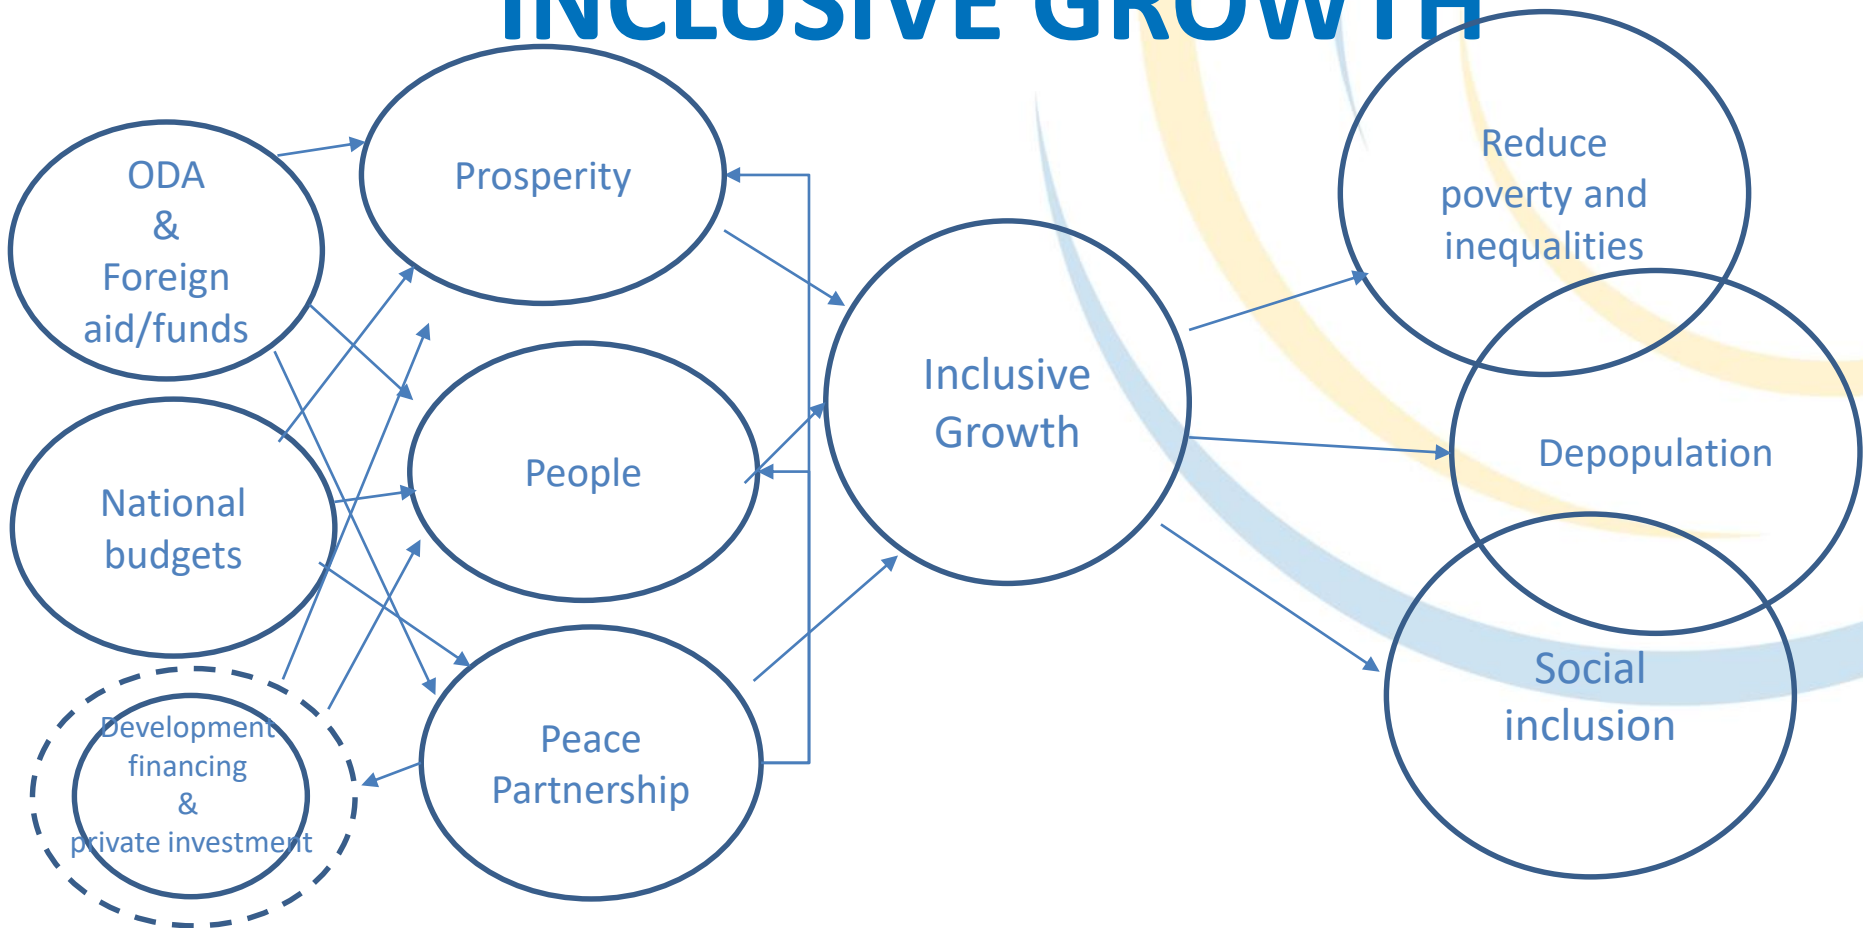 INCLUSIVE GROWTH
ODA
&
Foreign
aid/funds
Prosperity
Reduce
poverty and
inequalities
Inclusive
Growth
People
Depopulation
National
budgets
Social
inclusion
Development
financing
&
private investment
Peace
Partnership